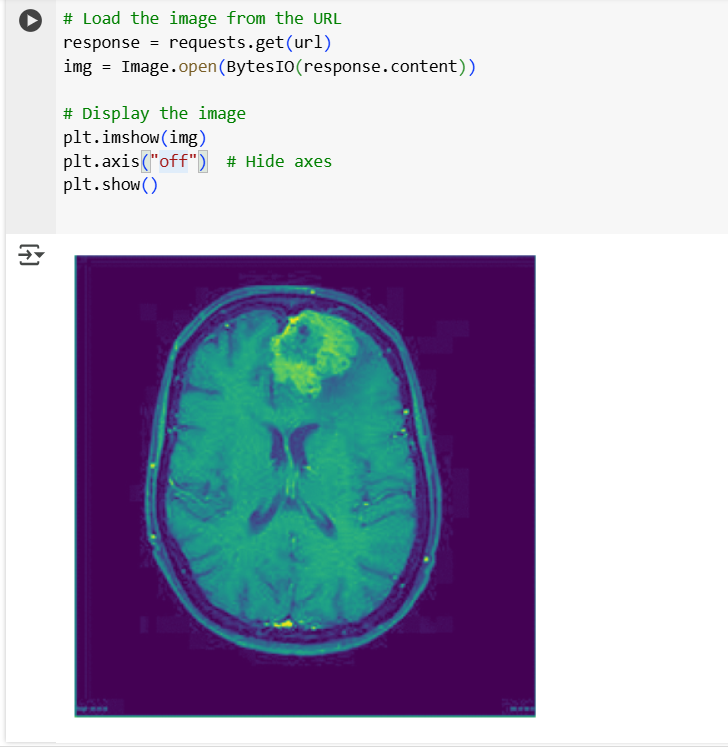 # Load the image from the URL
response = requests.get(url)
img = Image.open(BytesIO(response.content))
# Display the image
plt.imshow(img)
plt.axis("off")  # Hide axes
plt.show()